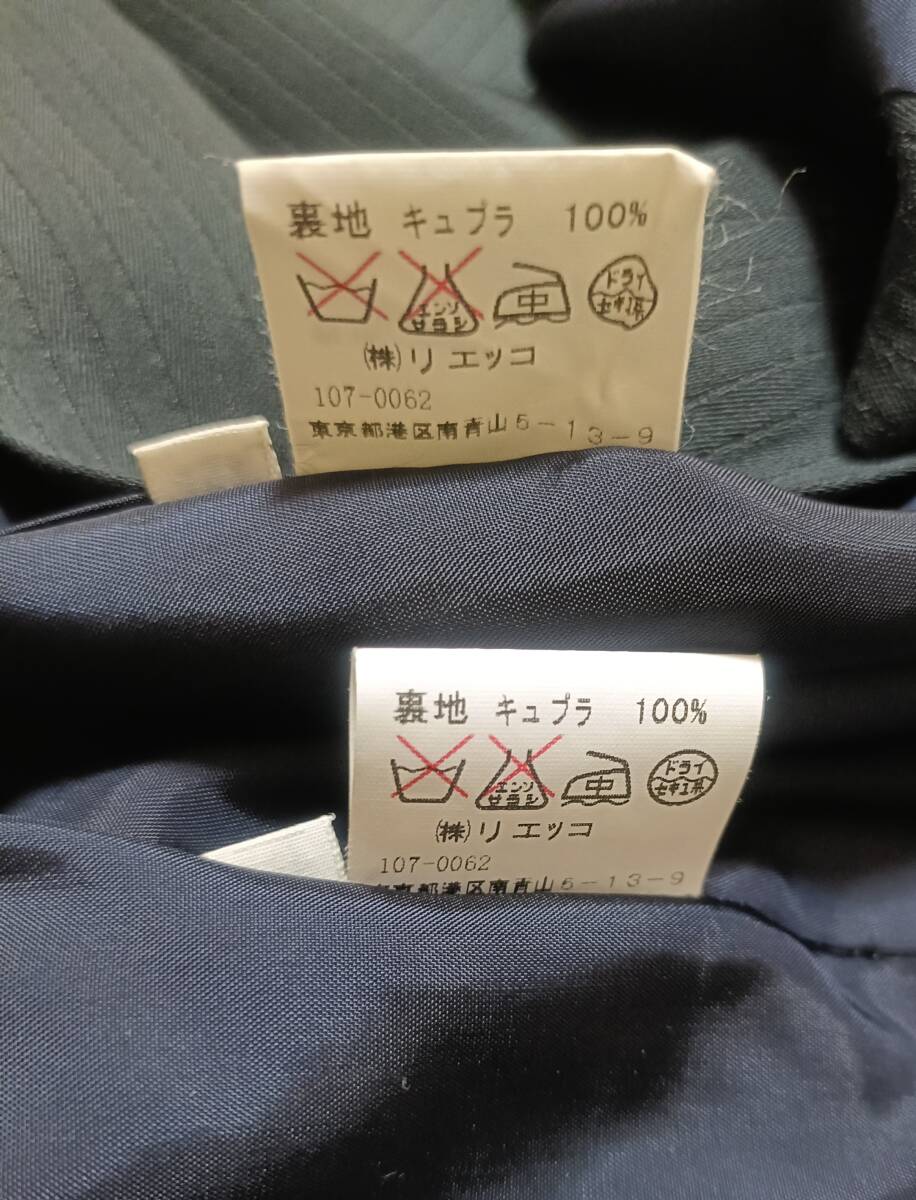 裏地 キュプラ 100%
エンソ
サラシ
中
ドライ
セキユ系
㈱リエッコ
107-0062
東京都港区南青山5-13-9
裏地 キュプラ 100%
エンソ
サラシ
中
ドライ
セキユ系
㈱リエッコ
107-0062
東京都港区南青山5-13-9